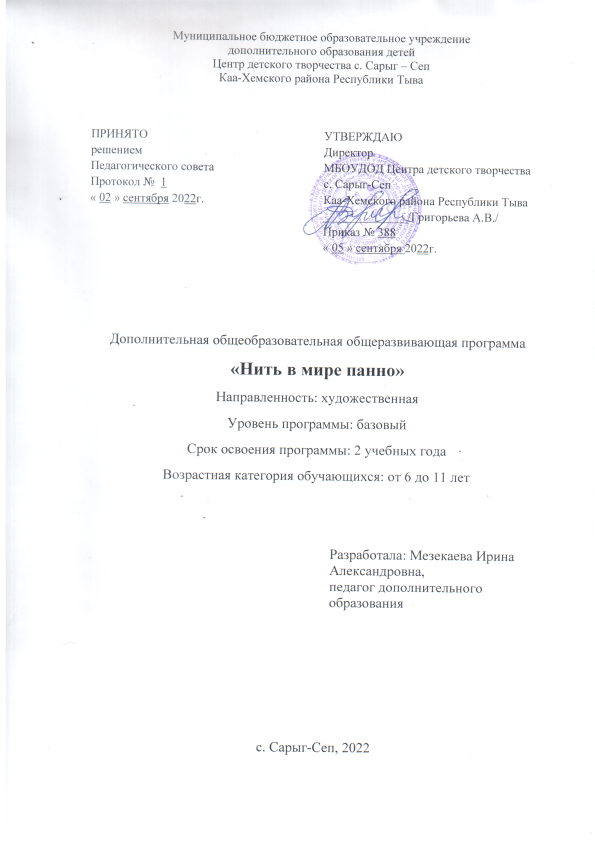 Муниципальное бюджетное образовательное учреждение
дополнительного образования детей
Центр детского творчества с. Сарыг – Сеп
Каа-Хемского района Республики Тыва
ПРИНЯТО
решением
Педагогического совета
Протокол № 1
« 02 » сентября 2022г.
УТВЕРЖДАЮ
Директор
МБОУДОД Центра детского творчества
с. Сарыг-Сеп
Каа-Хемского района Республики Тыва
/Григорьева А.В./
Приказ № 388
« 05 » сентября 2022г.
Дополнительная общеобразовательная общеразвивающая программа
«Нить в мире панно»
Направленность: художественная
Уровень программы: базовый
Срок освоения программы: 2 учебных года
Возрастная категория обучающихся: от 6 до 11 лет
Разработала: Мезекаева Ирина
Александровна,
педагог дополнительного
образования
с. Сарыг-Сеп, 2022